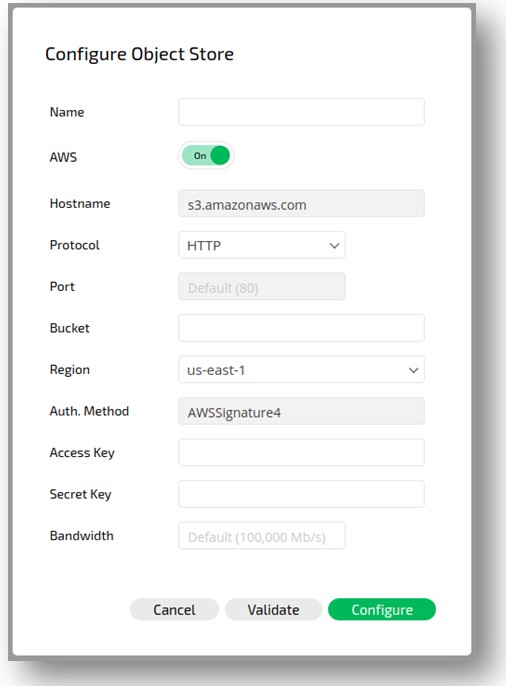 Configure Object Store
Name
AWS On
Hostname s3.amazonaws.com
Protocol HTTP
Port Default (80)
Bucket
Region us-east-1
Auth. Method AWSSignature4
Access Key
Secret Key
Bandwidth Default (100,000 Mb/s)
Cancel Validate Configure